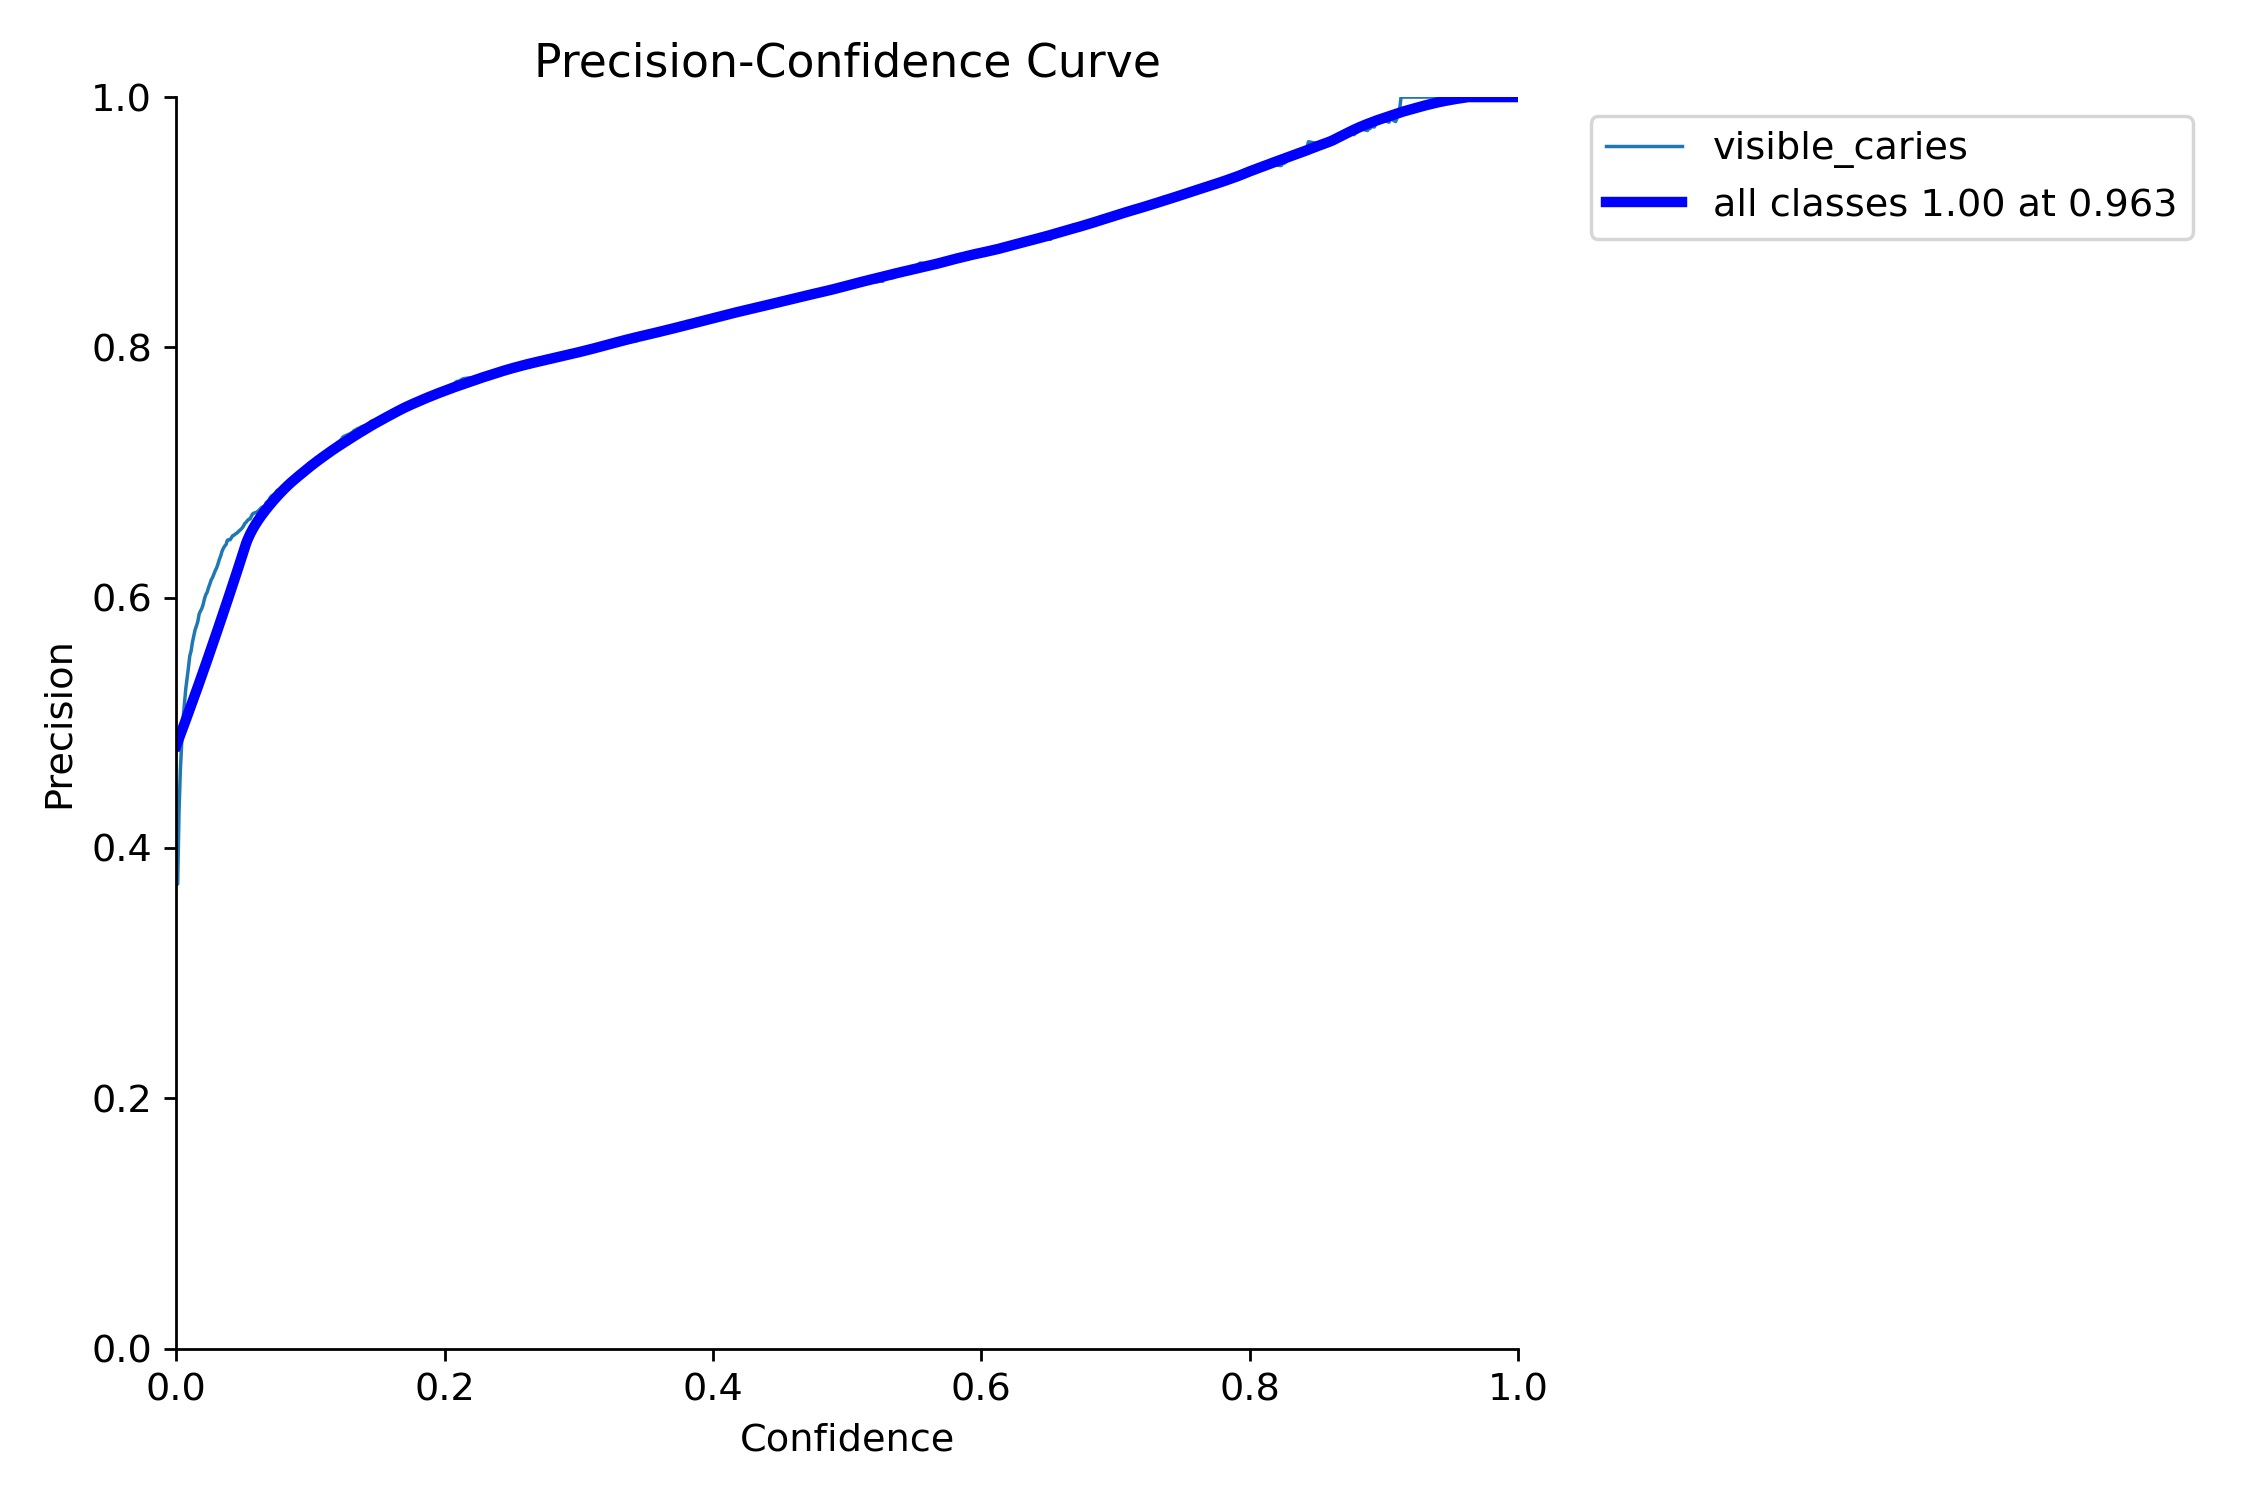 Precision-Confidence Curve
1.0
0.8
0.6
0.4
0.2
0.0
Precision
0.0 0.2 0.4 0.6 0.8 1.0
Confidence
visible_caries
all classes 1.00 at 0.963